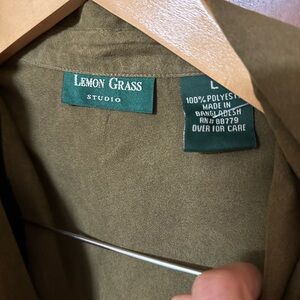 LEMON GRASS
STUDIO
L
100% POLYEST
MADE IN
BANGLADESH
RN# 88779
OVER FOR CARE